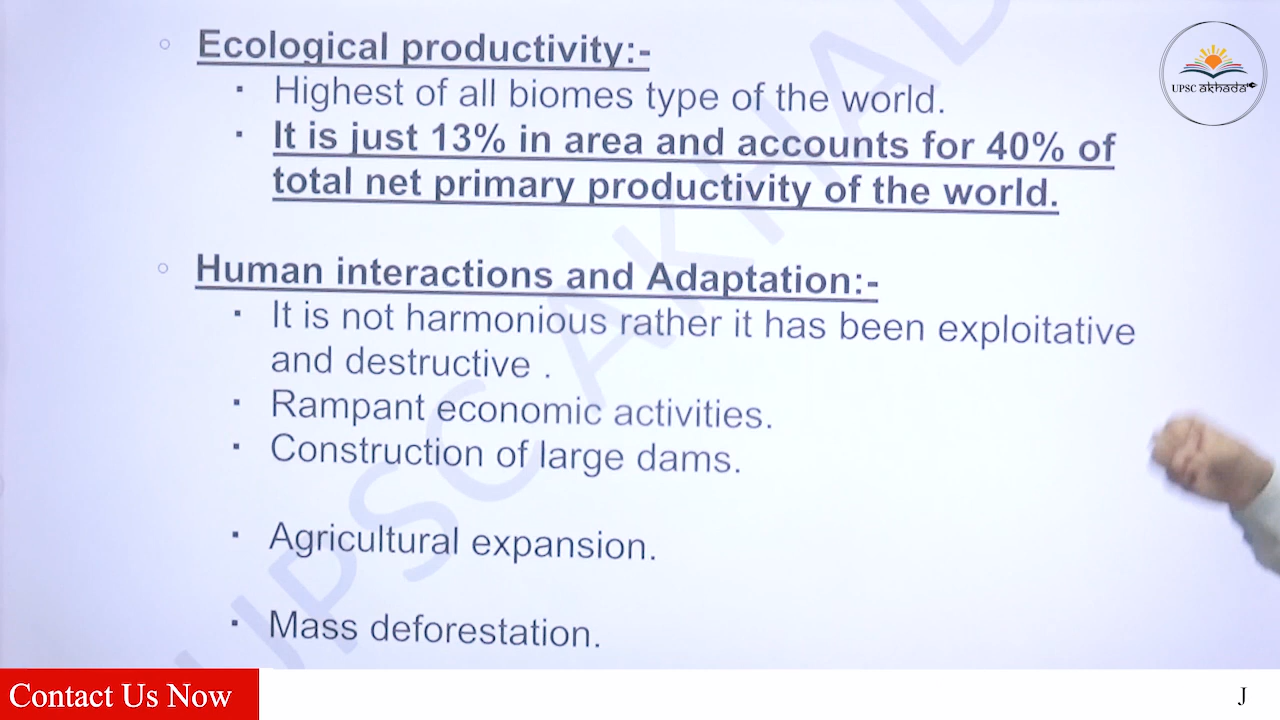 Ecological productivity:-
Highest of all biomes type of the world.
It is just 13% in area and accounts for 40% of
total net primary productivity of the world.
Human interactions and Adaptation:-
It is not harmonious rather it has been exploitative
and destructive .
Rampant economic activities.
Construction of large dams.
Agricultural expansion.
Mass deforestation.
UPSC AKHADA
UPSC akhada
Contact Us Now
J